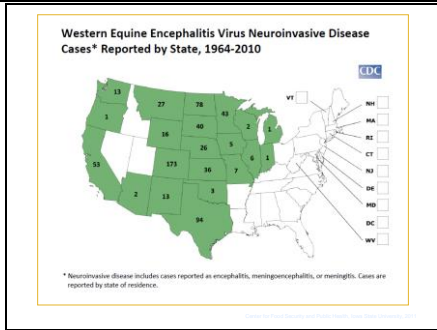 Western Equine Encephalitis Virus Neuroinvasive Disease
Cases* Reported by State, 1964-2010
CDC
13
27
78
43
VT
NH
MA
1
16
40
2
1
RI
CT
53
173
26
5
6
1
NJ
36
7
DE
MD
2
13
3
DC
94
WV
* Neuroinvasive disease includes cases reported as encephalitis, meningoencephalitis, or meningitis. Cases are
reported by state of residence.